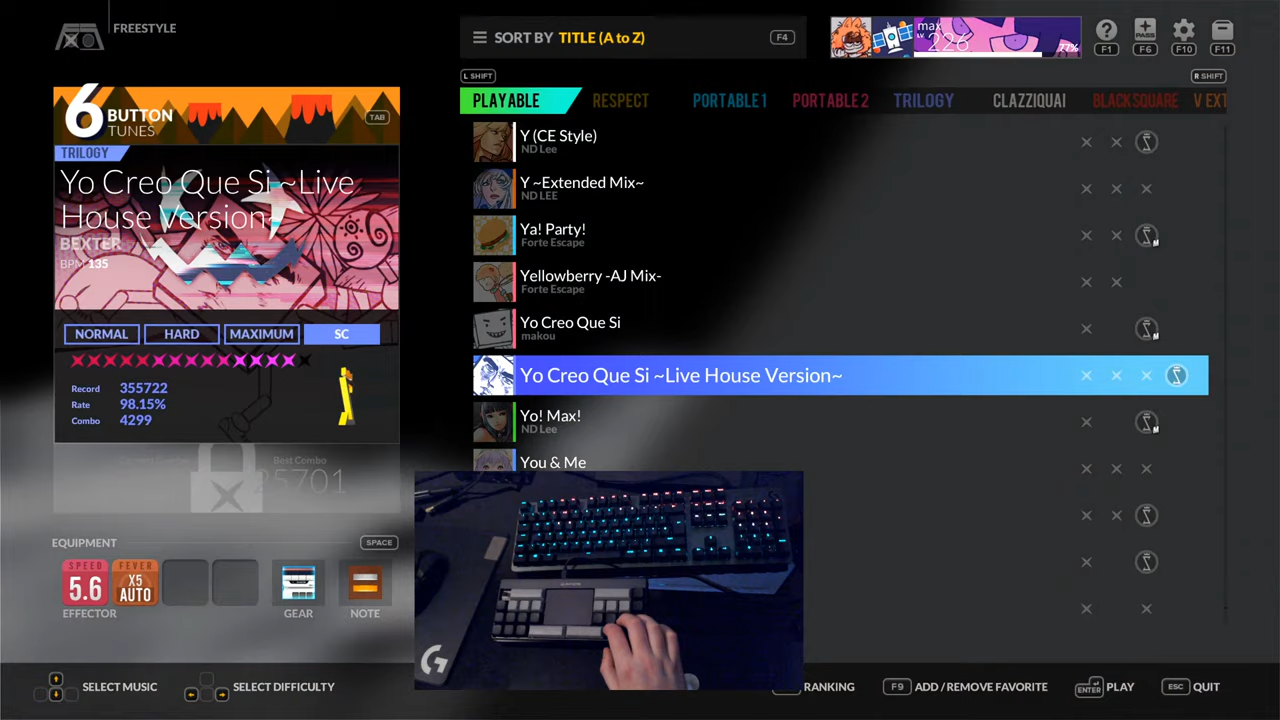 FREESTYLE
SORT BY TITLE (A to Z)
F4
max
LV 226
77%
F1
PASS
F6
F10
F11
L SHIFT
R SHIFT
PLAYABLE
RESPECT
PORTABLE 1
PORTABLE 2
TRILOGY
CLAZZIQUAI
BLACKSQUARE
V EXT
6 BUTTON
TUNES
TAB
TRILOGY
Yo Creo Que Si ~Live
House Version~
BEXTER
BPM 135
NORMAL
HARD
MAXIMUM
SC
Record 355722
Rate 98.15%
Combo 4299
Best Combo
25701
EQUIPMENT
SPACE
SPEED
5.6
FEVER
X5
AUTO
EFFECTOR
GEAR
NOTE
Y (CE Style)
ND Lee
Y ~Extended Mix~
ND LEE
Ya! Party!
Forte Escape
Yellowberry -AJ Mix-
Forte Escape
Yo Creo Que Si
makou
Yo Creo Que Si ~Live House Version~
Yo! Max!
ND Lee
You & Me
SELECT MUSIC
SELECT DIFFICULTY
RANKING
F9
ADD/REMOVE FAVORITE
ENTER
PLAY
ESC
QUIT